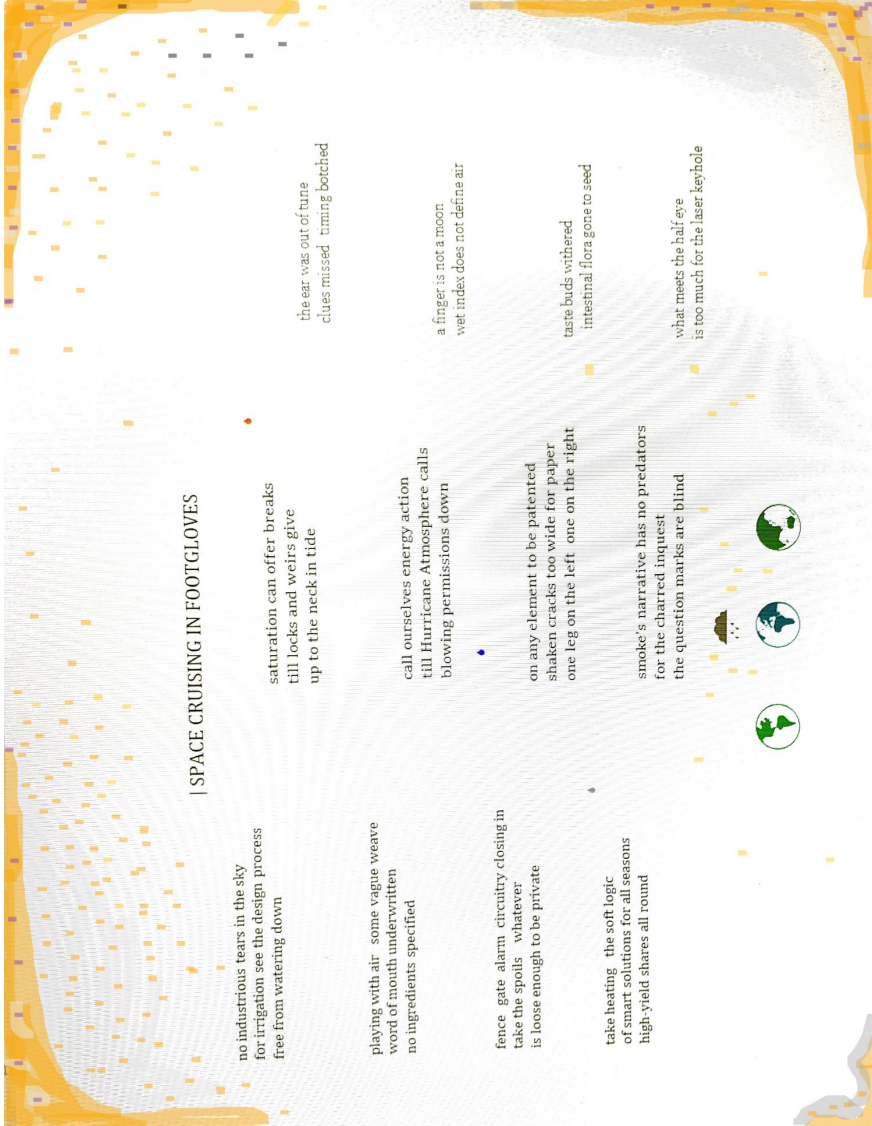 | SPACE CRUISING IN FOOTGLOVES
no industrious tears in the sky
for irrigation see the design process
free from watering down
saturation can offer breaks
till locks and weirs give
up to the neck in tide
the ear was out of tune
clues missed timing botched
playing with air some vague weave
word of mouth underwritten
no ingredients specified
call ourselves energy action
till Hurricane Atmosphere calls
blowing permissions down
a finger is not a moon
wet index does not define air
fence gate alarm circuitry closing in
take the spoils whatever
is loose enough to be private
on any element to be patented
shaken cracks too wide for paper
one leg on the left one on the right
taste buds withered
intestinal flora gone to seed
take heating the soft logic
of smart solutions for all seasons
high-yield shares all round
smoke's narrative has no predators
for the charred inquest
the question marks are blind
what meets the half eye
is too much for the laser keyhole